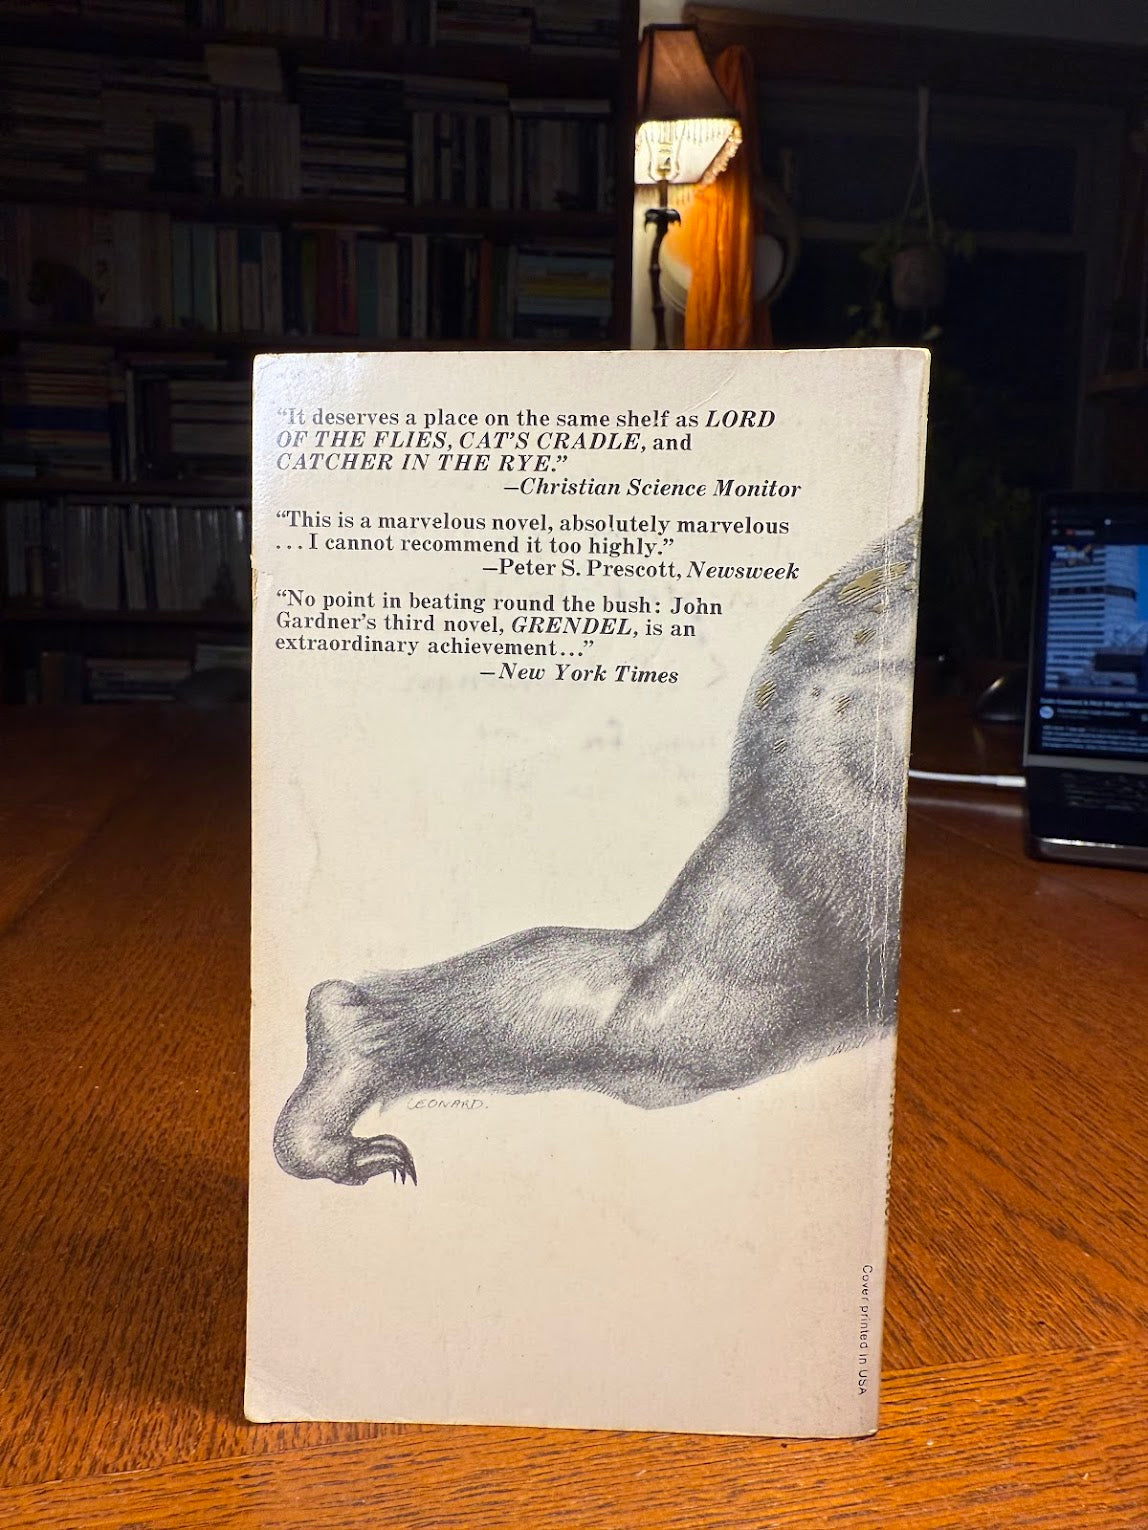 “It deserves a place on the same shelf as LORD
OF THE FLIES, CAT’S CRADLE, and
CATCHER IN THE RYE.”
—Christian Science Monitor
“This is a marvelous novel, absolutely marvelous
...I cannot recommend it too highly.”
—Peter S. Prescott, Newsweek
“No point in beating round the bush: John
Gardner’s third novel, GRENDEL, is an
extraordinary achievement...”
—New York Times
LEONARD.
Cover printed in USA